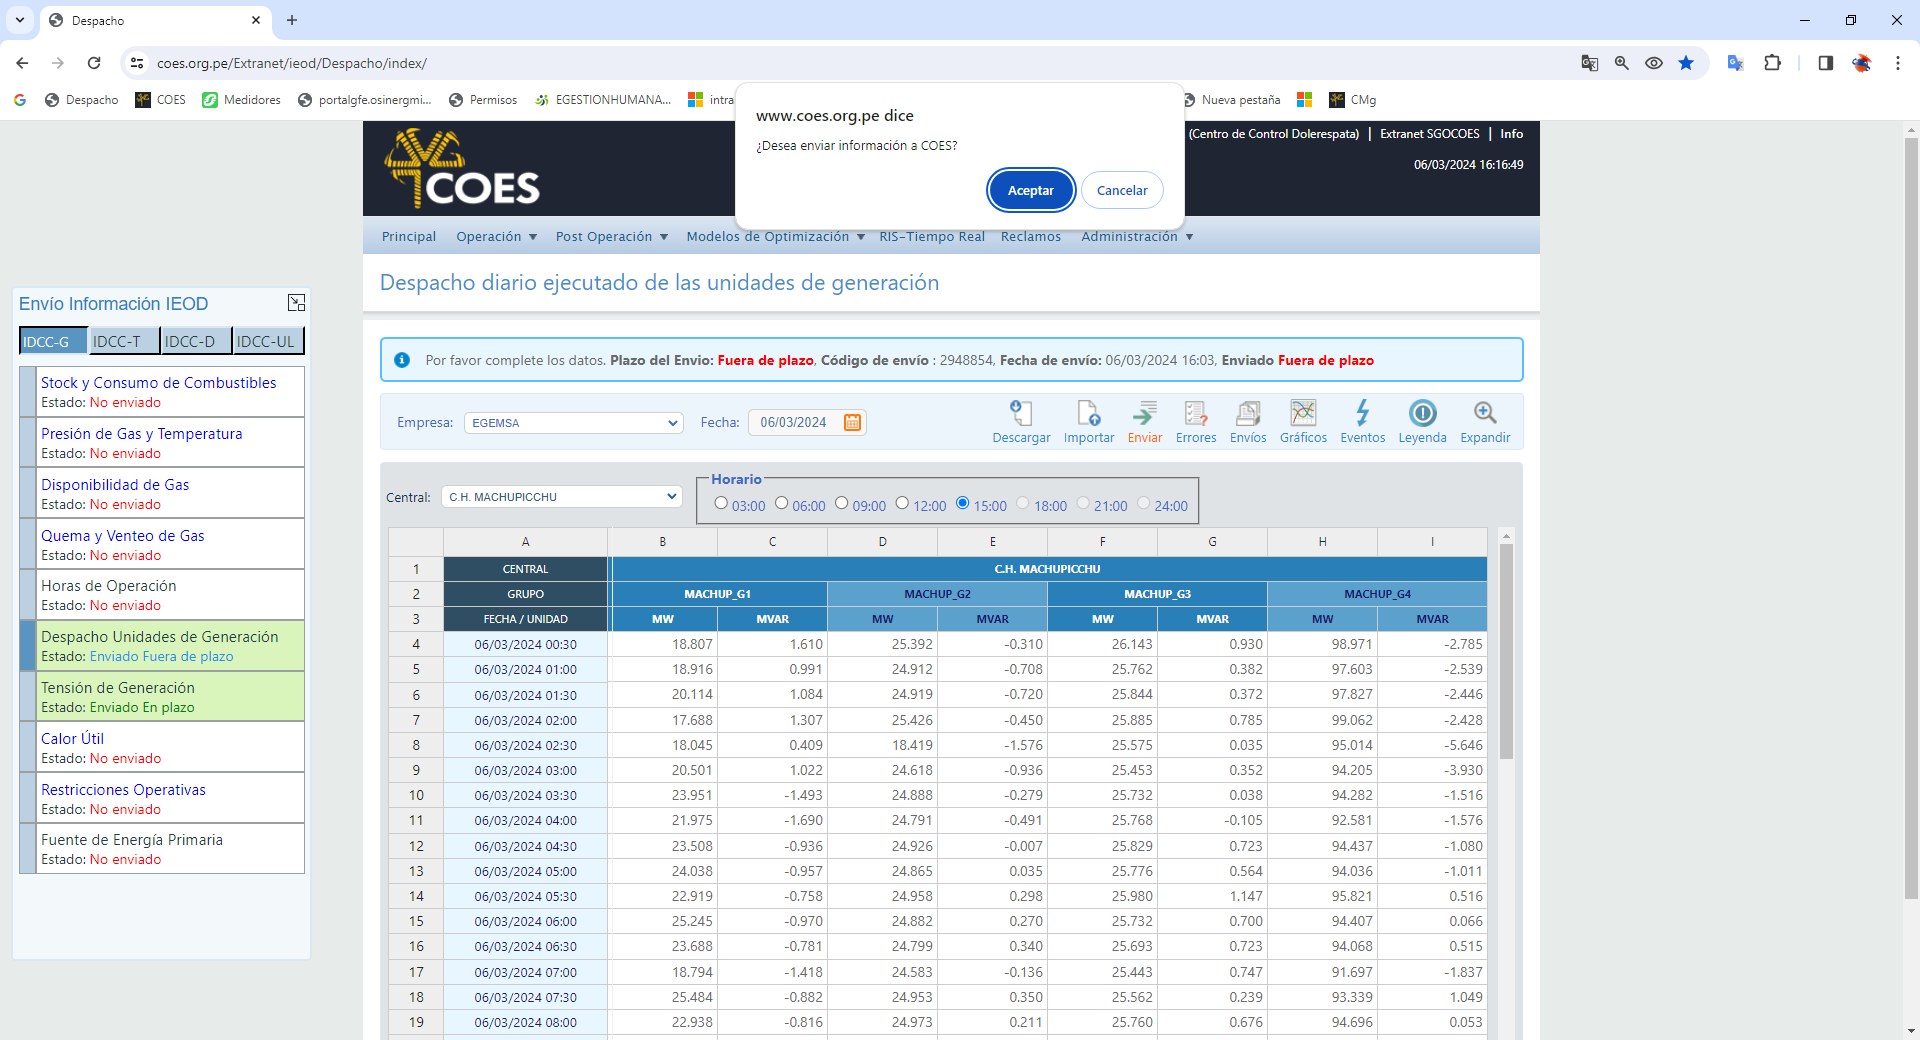 Despacho
coes.org.pe/Extranet/ieod/Despacho/index/
Despacho
COES
Medidores
portalgfe.osinergmi...
Permisos
EGESTIONHUMANA...
intra
Nueva pestaña
CMg
www.coes.org.pe dice
¿Desea enviar información a COES?
Aceptar
Cancelar
COES
(Centro de Control Dolerespata) | Extranet SGOCOES | Info
06/03/2024 16:16:49
Principal Operación Post Operación Modelos de Optimización RIS-Tiempo Real Reclamos Administración
Despacho diario ejecutado de las unidades de generación
Envío Información IEOD
IDCC-G IDCC-T IDCC-D IDCC-UL
Stock y Consumo de Combustibles
Estado: No enviado
Presión de Gas y Temperatura
Estado: No enviado
Disponibilidad de Gas
Estado: No enviado
Quema y Venteo de Gas
Estado: No enviado
Horas de Operación
Estado: No enviado
Despacho Unidades de Generación
Estado: Enviado Fuera de plazo
Tensión de Generación
Estado: Enviado En plazo
Calor Útil
Estado: No enviado
Restricciones Operativas
Estado: No enviado
Fuente de Energía Primaria
Estado: No enviado
Por favor complete los datos. Plazo del Envio: Fuera de plazo, Código de envío : 2948854, Fecha de envío: 06/03/2024 16:03, Enviado Fuera de plazo
Empresa: EGEMSA Fecha: 06/03/2024
Descargar Importar Enviar Errores Envíos Gráficos Eventos Leyenda Expandir
Central: C.H. MACHUPICCHU
Horario
03:00 06:00 09:00 12:00 15:00 18:00 21:00 24:00
A B C D E F G H I
1 CENTRAL C.H. MACHUPICCHU
2 GRUPO MACHUP_G1 MACHUP_G2 MACHUP_G3 MACHUP_G4
3 FECHA / UNIDAD MW MVAR MW MVAR MW MVAR MW MVAR
4 06/03/2024 00:30 18.807 1.610 25.392 -0.310 26.143 0.930 98.971 -2.785
5 06/03/2024 01:00 18.916 0.991 24.912 -0.708 25.762 0.382 97.603 -2.539
6 06/03/2024 01:30 20.114 1.084 24.919 -0.720 25.844 0.372 97.827 -2.446
7 06/03/2024 02:00 17.688 1.307 25.426 -0.450 25.885 0.785 99.062 -2.428
8 06/03/2024 02:30 18.045 0.409 18.419 -1.576 25.575 0.035 95.014 -5.646
9 06/03/2024 03:00 20.501 1.022 24.618 -0.936 25.453 0.352 94.205 -3.930
10 06/03/2024 03:30 23.951 -1.493 24.888 -0.279 25.732 0.038 94.282 -1.516
11 06/03/2024 04:00 21.975 -1.690 24.791 -0.491 25.768 -0.105 92.581 -1.576
12 06/03/2024 04:30 23.508 -0.936 24.926 -0.007 25.829 0.723 94.437 -1.080
13 06/03/2024 05:00 24.038 -0.957 24.865 0.035 25.776 0.564 94.036 -1.011
14 06/03/2024 05:30 22.919 -0.758 24.958 0.298 25.980 1.147 95.821 0.516
15 06/03/2024 06:00 25.245 -0.970 24.882 0.270 25.732 0.700 94.407 0.066
16 06/03/2024 06:30 23.688 -0.781 24.799 0.340 25.693 0.723 94.068 0.515
17 06/03/2024 07:00 18.794 -1.418 24.583 -0.136 25.443 0.747 91.697 -1.837
18 06/03/2024 07:30 25.484 -0.882 24.953 0.350 25.562 0.239 93.339 1.049
19 06/03/2024 08:00 22.938 -0.816 24.973 0.211 25.760 0.676 94.696 0.053